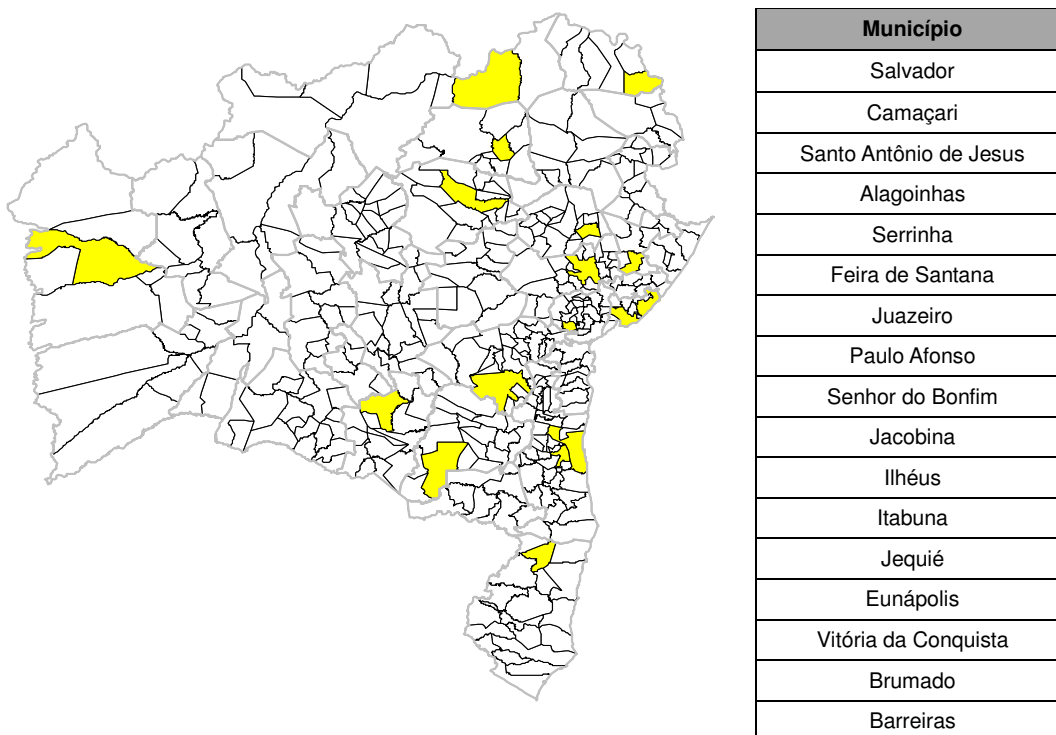 Município
Salvador
Camaçari
Santo Antônio de Jesus
Alagoinhas
Serrinha
Feira de Santana
Juazeiro
Paulo Afonso
Senhor do Bonfim
Jacobina
Ilhéus
Itabuna
Jequié
Eunápolis
Vitória da Conquista
Brumado
Barreiras